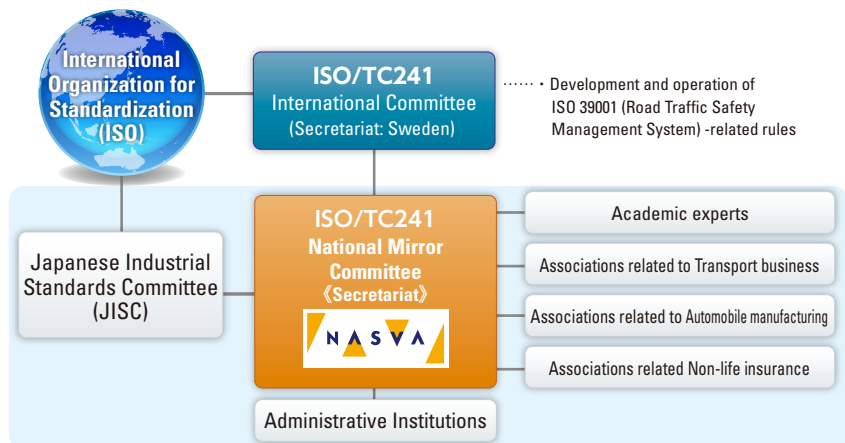 International
Organization for
Standardization
(ISO)
ISO/TC241
International Committee
(Secretariat: Sweden)
……・Development and operation of
ISO 39001 (Road Traffic Safety
Management System) -related rules
Japanese Industrial
Standards Committee
(JISC)
ISO/TC241
National Mirror
Committee
《Secretariat》
NASVA
Academic experts
Associations related to Transport business
Associations related to Automobile manufacturing
Associations related Non-life insurance
Administrative Institutions